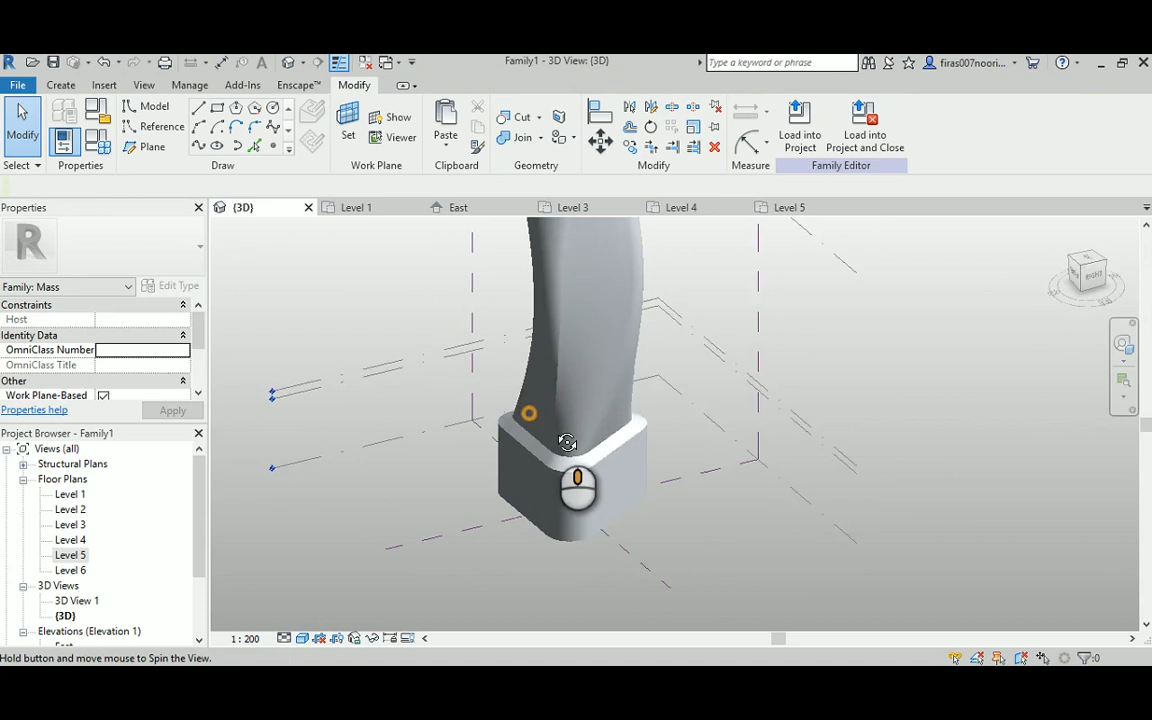 Family1 - 3D View: {3D}
Type a keyword or phrase
firas007noori...
File
Create
Insert
View
Manage
Add-Ins
Enscape™
Modify
Modify
Select
Properties
Model
Reference
Plane
Draw
Set
Show
Viewer
Work Plane
Paste
Clipboard
Cut
Join
Geometry
Modify
Measure
Load into
Project
Load into
Project and Close
Family Editor
Properties
{3D}
Level 1
East
Level 3
Level 4
Level 5
R
Family: Mass
Edit Type
Constraints
Host
Identity Data
OmniClass Number
OmniClass Title
Other
Work Plane-Based
Properties help
Apply
Project Browser - Family1
Views (all)
Structural Plans
Floor Plans
Level 1
Level 2
Level 3
Level 4
Level 5
Level 6
3D Views
3D View 1
{3D}
Elevations (Elevation 1)
RIGHT
1 : 200
Hold button and move mouse to Spin the View.
:0